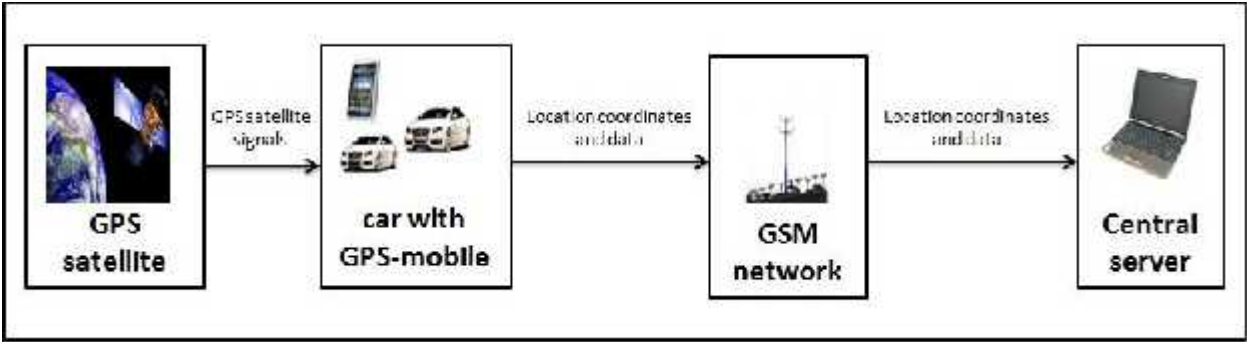 GPS satellite
signals
Location coordinates
and data
Location coordinates
and data
GPS
satellite
car with
GPS-mobile
GSM
network
Central
server